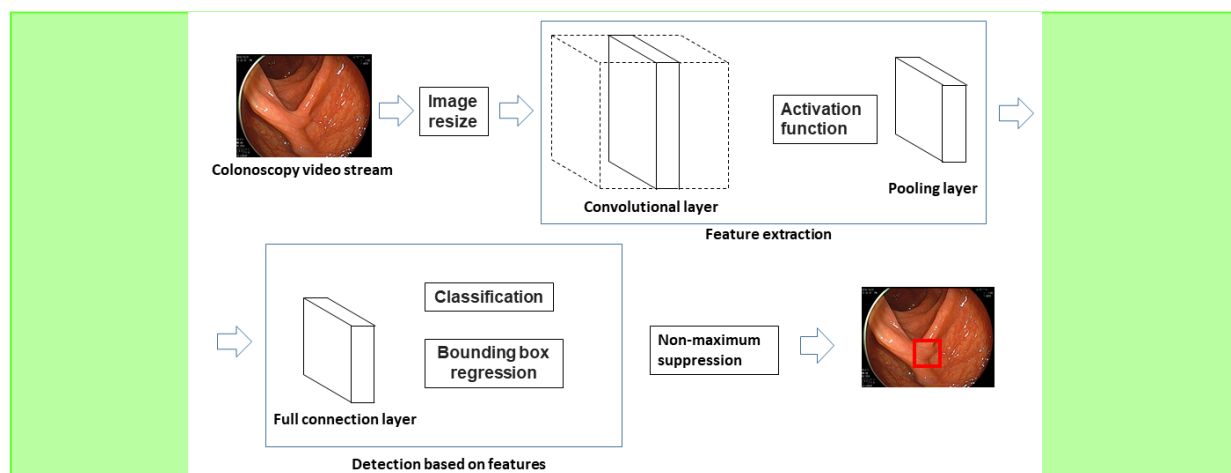 Image
resize
Activation
function
Colonoscopy video stream
Pooling layer
Convolutional layer
Feature extraction
Classification
Bounding box
regression
Non-maximum
suppression
Full connection layer
Detection based on features